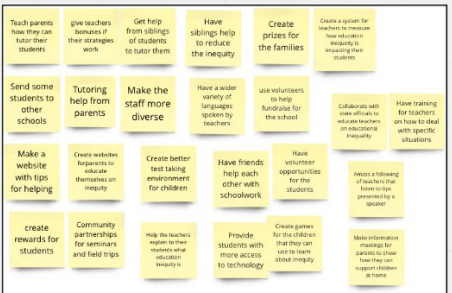 Teach parents
how they can
tutor their
students
give teachers
bonuses if
their strategies
work
Get help
from siblings
of students
to tutor them
Have
siblings help
to reduce
the inequity
Create
prizes for
the families
Create a system for
teachers to measure
how education
inequality is
impacting their
students
Send some
students to
other
schools
Tutoring
help from
parents
Make the
staff more
diverse
Have a wider
variety of
languages
spoken by
teachers
use volunteers
to help
fundraise for
the school
Collaborate with
state officials to
educate teachers
on educational
inequality
Have training
for teachers
on how to deal
with specific
situations
Make a
website
with tips
for helping
Create websites
forparents to
educate
themselves on
inequity
Create better
test taking
environment
for children
Have friends
help each
other with
schoolwork
Have
volunteer
opportunities
for the
students
Amass a following
of teachers that
listen to tips
presented by a
speaker
create
rewards for
students
Community
partnerships
for seminars
and field trips
Help the teachers
explain to their
students what
education
inequity is
Provide
students with
more access
to technology
Create games
for the children
that they can
use to learn
about inequity
Make information
meetings for
parents to show
how they can
support children
at home